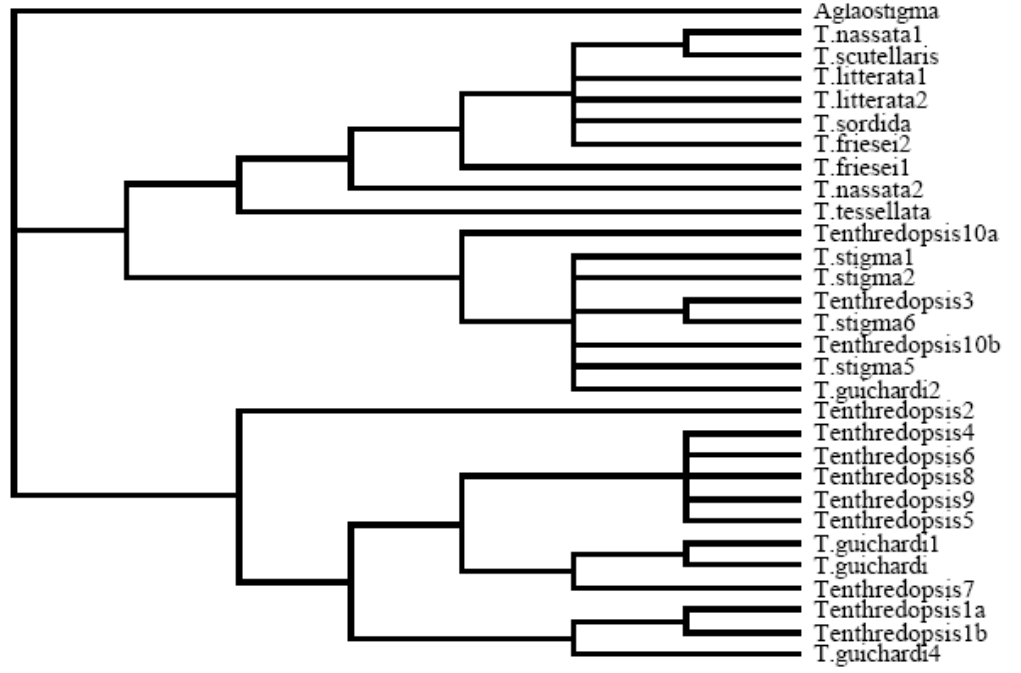 Aglaostigma
T.nassata1
T.scutellaris
T.litterata1
T.litterata2
T.sordida
T.friesei2
T.friesei1
T.nassata2
T.tessellata
Tenthredopsis10a
T.stigma1
T.stigma2
Tenthredopsis3
T.stigma6
Tenthredopsis10b
T.stigma5
T.guichardi2
Tenthredopsis2
Tenthredopsis4
Tenthredopsis6
Tenthredopsis8
Tenthredopsis9
Tenthredopsis5
T.guichardi1
T.guichardi
Tenthredopsis7
Tenthredopsis1a
Tenthredopsis1b
T.guichardi4